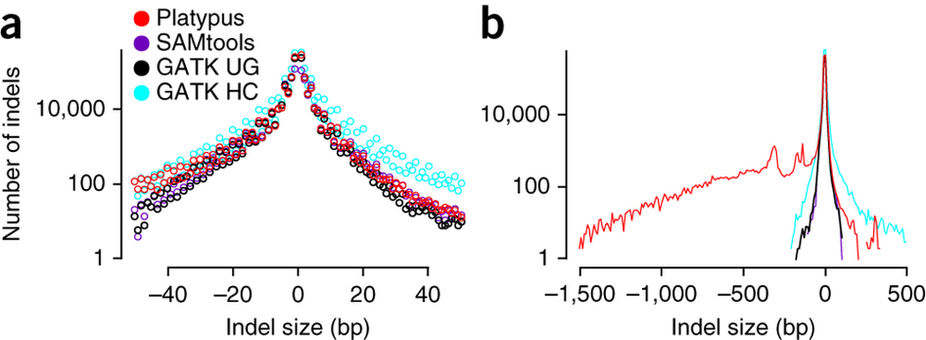 a
Platypus
SAMtools
GATK UG
GATK HC
Number of indels
10,000
100
1
−40 −20 0 20 40
Indel size (bp)
b
10,000
100
1
−1,500 −1,000 −500 0 500
Indel size (bp)